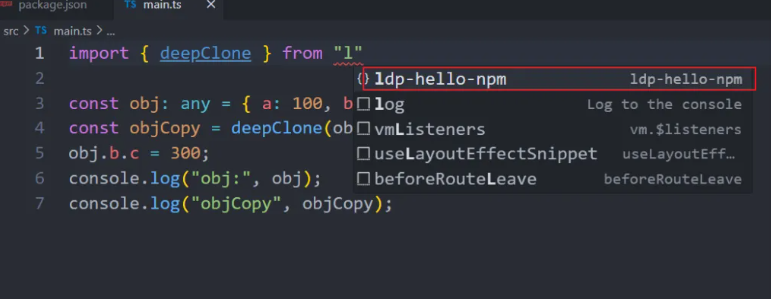 package.json
TS main.ts ×
src > TS main.ts > ...
1 import { deepClone } from "l"
2
3 const obj: any = { a: 100, b
4 const objCopy = deepClone(ob
5 obj.b.c = 300;
6 console.log("obj:", obj);
7 console.log("objCopy", objCopy);
{} ldp-hello-npm ldp-hello-npm
log Log to the console
vmListeners vm.$listeners
useLayoutEffectSnippet useLayoutEff…
beforeRouteLeave beforeRouteLeave